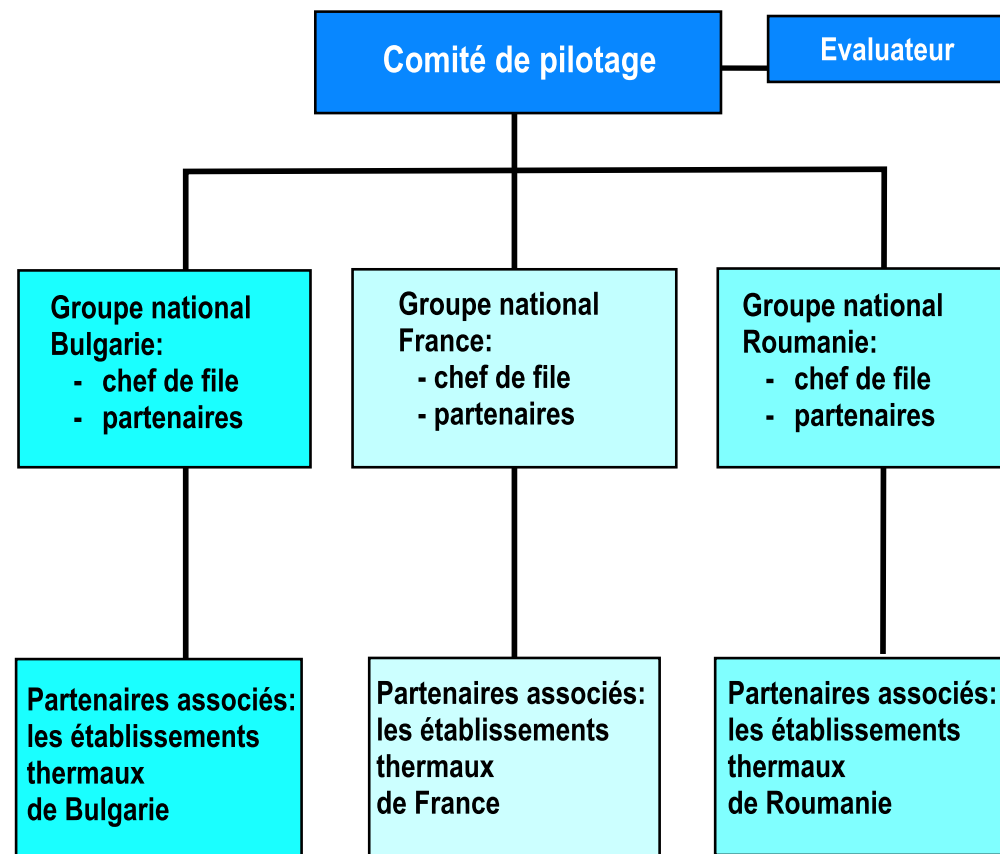 Comité de pilotage
Evaluateur
Groupe national
Bulgarie:
- chef de file
- partenaires
Groupe national
France:
- chef de file
- partenaires
Groupe national
Roumanie:
- chef de file
- partenaires
Partenaires associés:
les établissements
thermaux
de Bulgarie
Partenaires associés:
les établissements
thermaux
de France
Partenaires associés:
les établissements
thermaux
de Roumanie